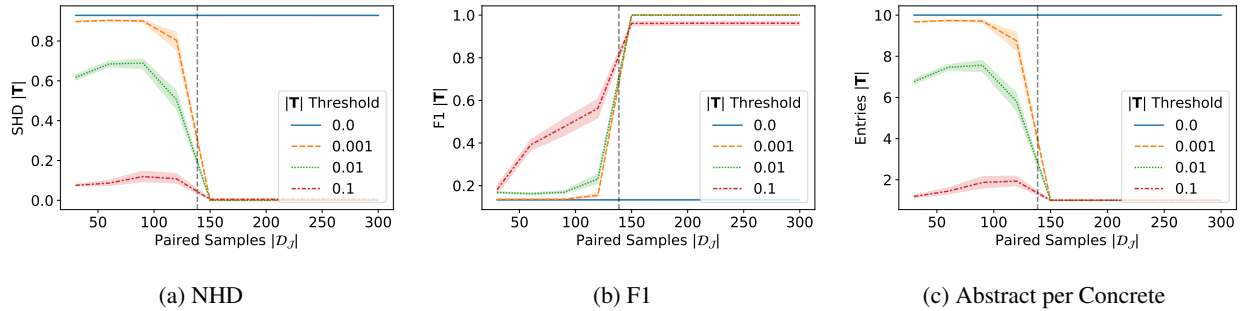 SHD |T|
0.8
0.6
0.4
0.2
0.0
|T| Threshold
0.0
0.001
0.01
0.1
50 100 150 200 250 300
Paired Samples |𝒟_𝒥|
(a) NHD
F1 |T|
1.0
0.8
0.6
0.4
0.2
|T| Threshold
0.0
0.001
0.01
0.1
50 100 150 200 250 300
Paired Samples |𝒟_𝒥|
(b) F1
Entries |T|
10
8
6
4
2
|T| Threshold
0.0
0.001
0.01
0.1
50 100 150 200 250 300
Paired Samples |𝒟_𝒥|
(c) Abstract per Concrete